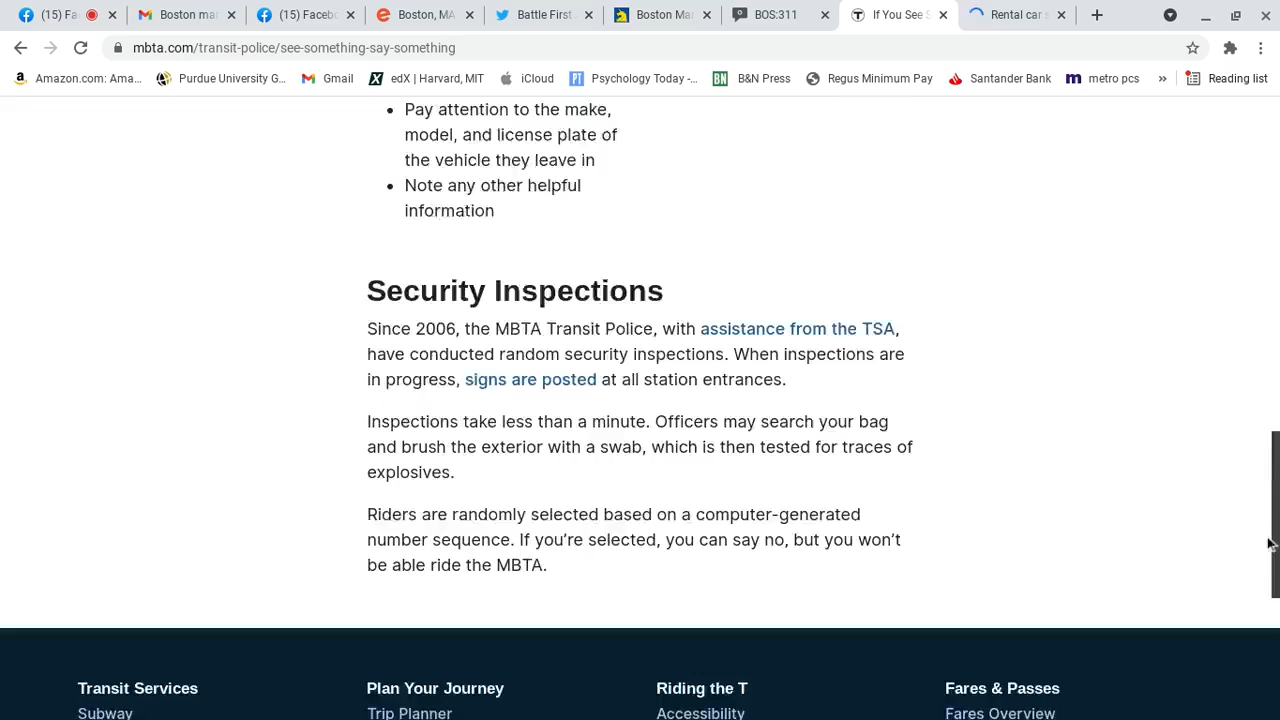 (15) Fa
Boston mar
(15) Facebo
Boston, MA
Battle First
Boston Mar
BOS:311
If You See S
Rental car s
mbta.com/transit-police/see-something-say-something
Amazon.com: Ama...
Purdue University G...
Gmail
edX | Harvard, MIT
iCloud
Psychology Today -...
B&N Press
Regus Minimum Pay
Santander Bank
metro pcs
»
Reading list
• Pay attention to the make,
model, and license plate of
the vehicle they leave in
• Note any other helpful
information
Security Inspections
Since 2006, the MBTA Transit Police, with assistance from the TSA,
have conducted random security inspections. When inspections are
in progress, signs are posted at all station entrances.
Inspections take less than a minute. Officers may search your bag
and brush the exterior with a swab, which is then tested for traces of
explosives.
Riders are randomly selected based on a computer-generated
number sequence. If you’re selected, you can say no, but you won’t
be able ride the MBTA.
Transit Services
Plan Your Journey
Riding the T
Fares & Passes
Subway
Trip Planner
Accessibility
Fares Overview